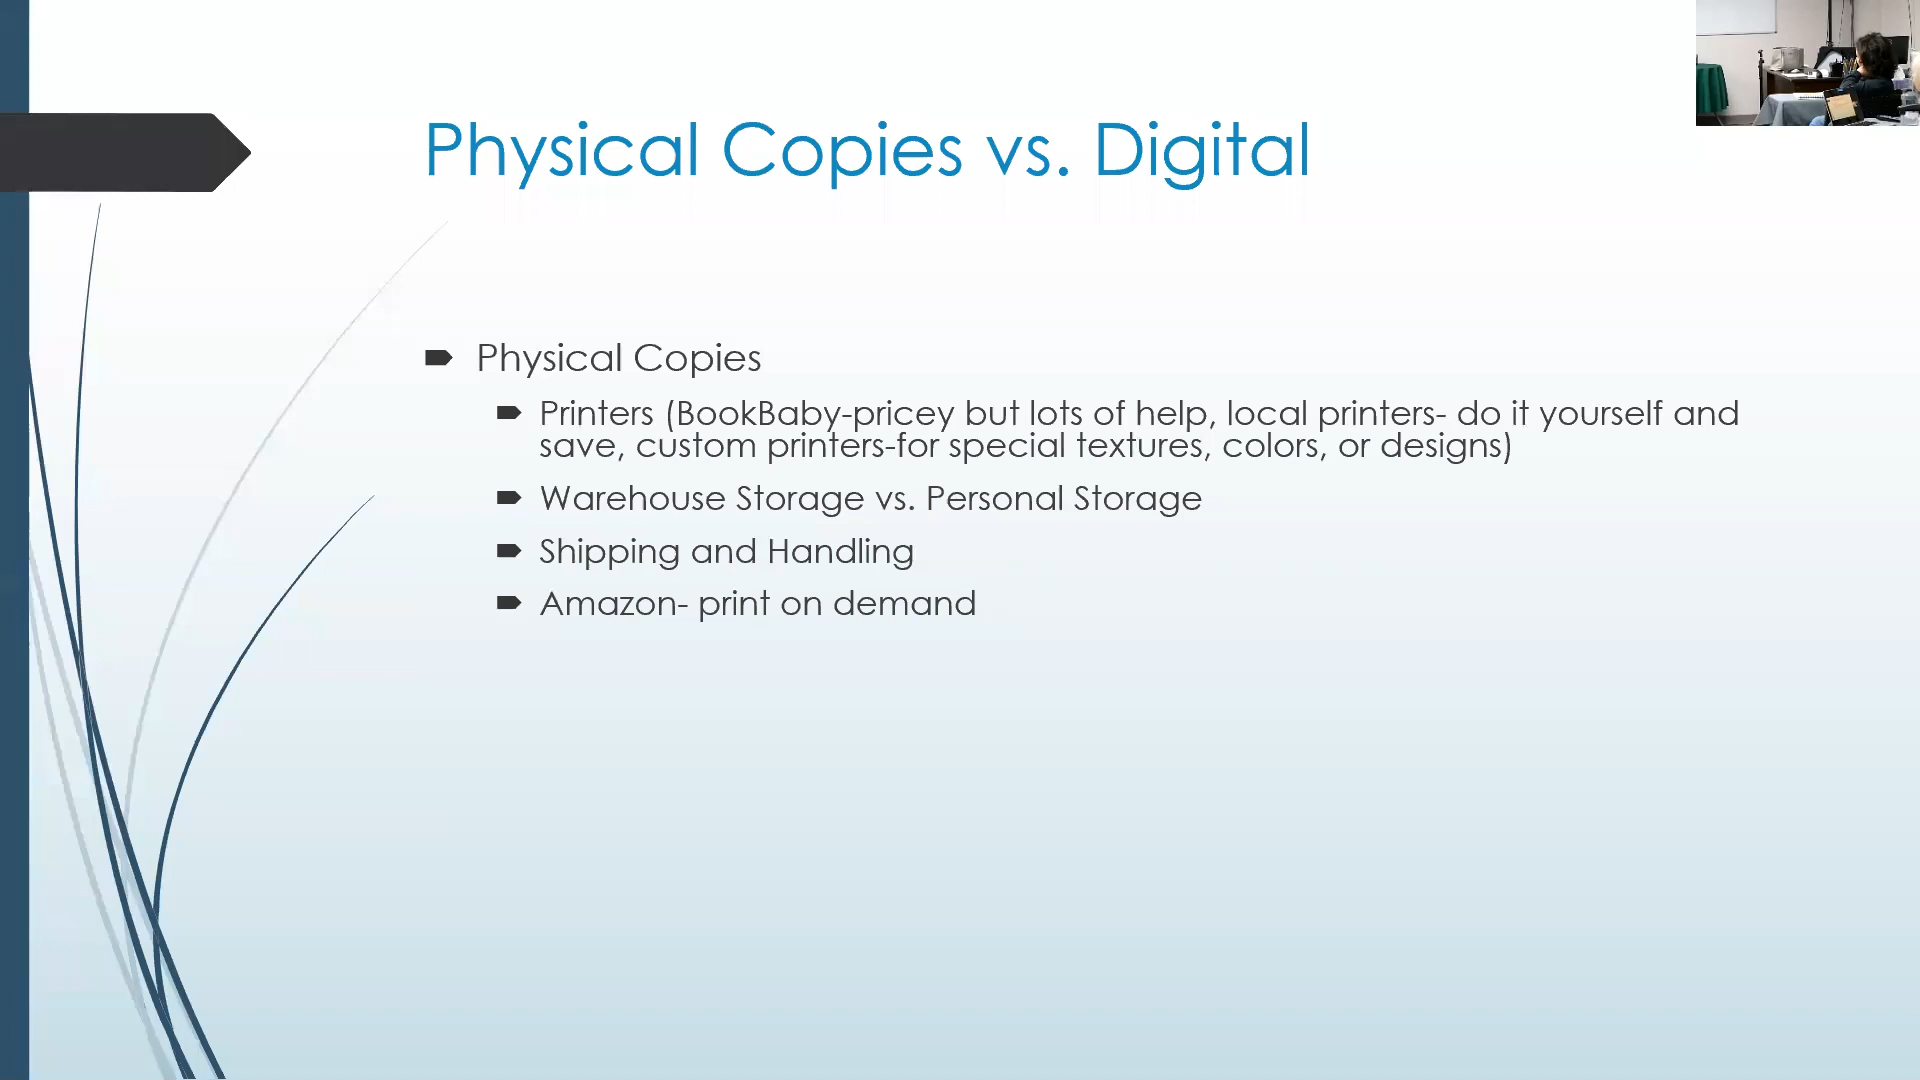 Physical Copies vs. Digital
Physical Copies
Printers (BookBaby-pricey but lots of help, local printers- do it yourself and
save, custom printers-for special textures, colors, or designs)
Warehouse Storage vs. Personal Storage
Shipping and Handling
Amazon- print on demand